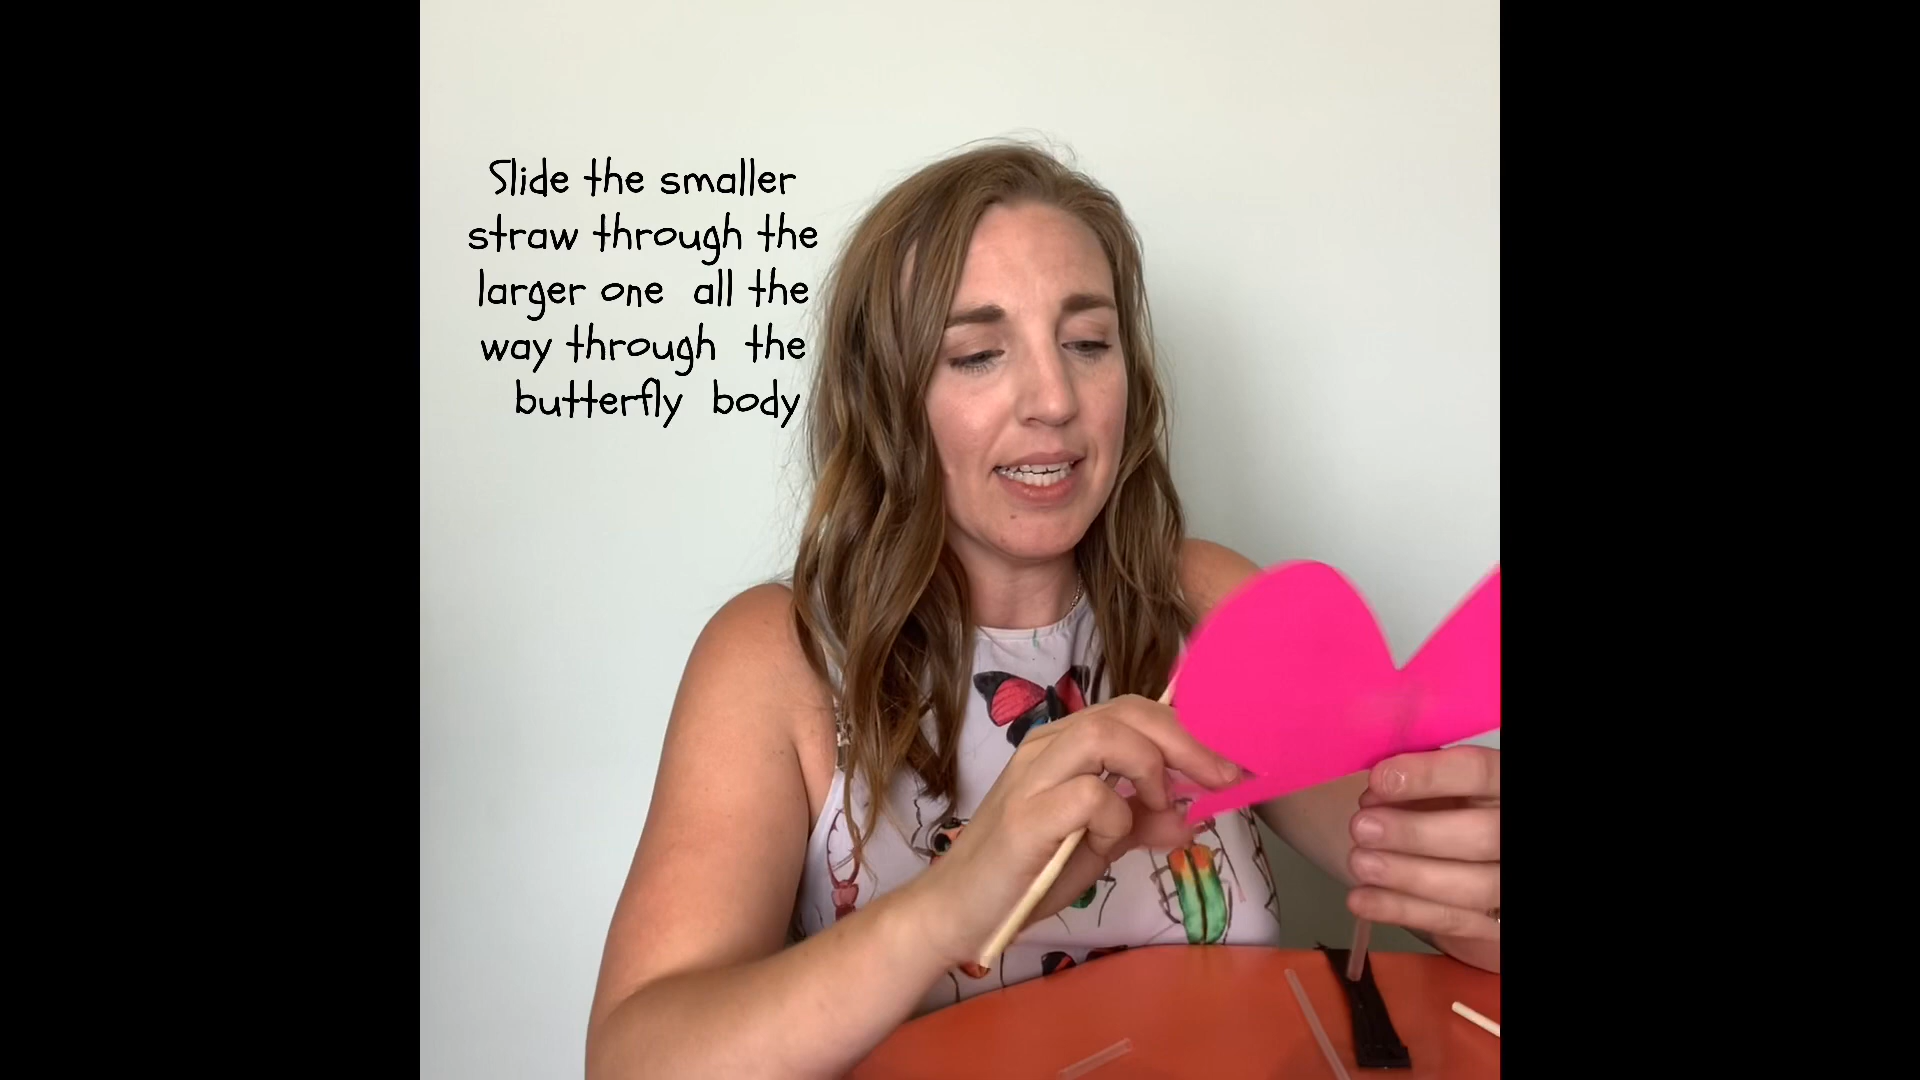 Slide the smaller
straw through the
larger one all the
way through the
butterfly body